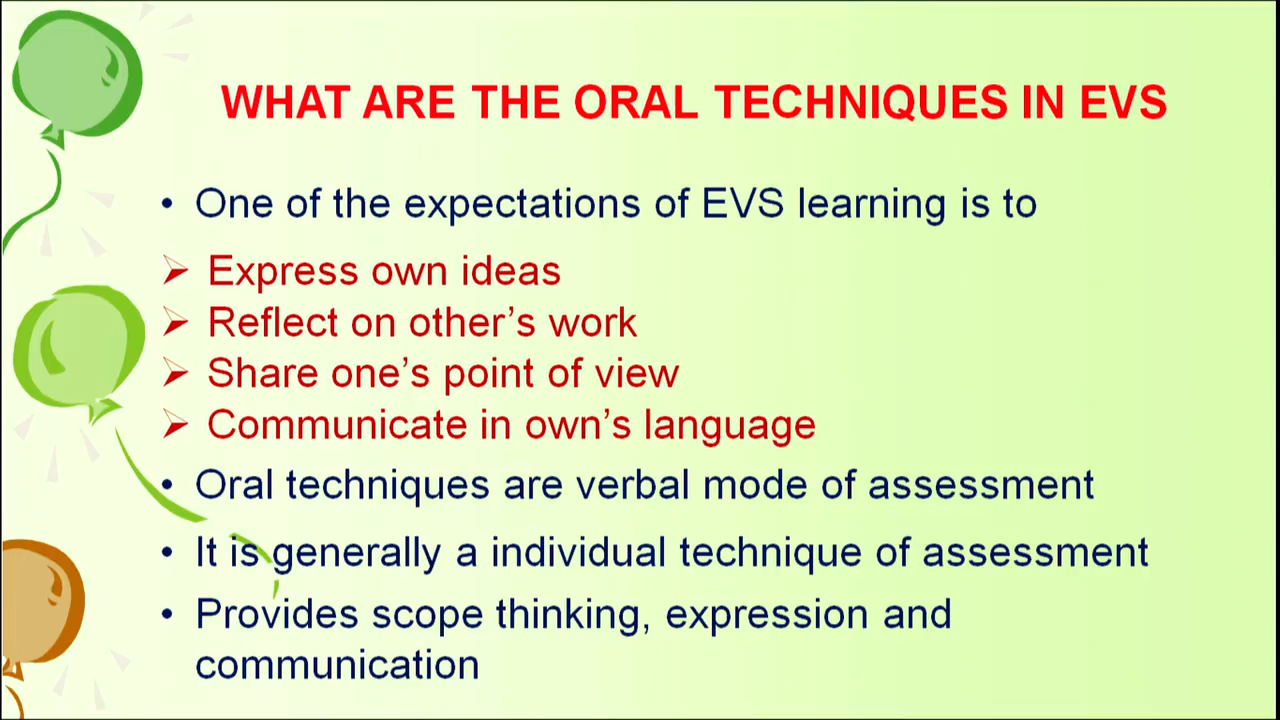 WHAT ARE THE ORAL TECHNIQUES IN EVS
• One of the expectations of EVS learning is to
➢ Express own ideas
➢ Reflect on other’s work
➢ Share one’s point of view
➢ Communicate in own’s language
• Oral techniques are verbal mode of assessment
• It is generally a individual technique of assessment
• Provides scope thinking, expression and
communication